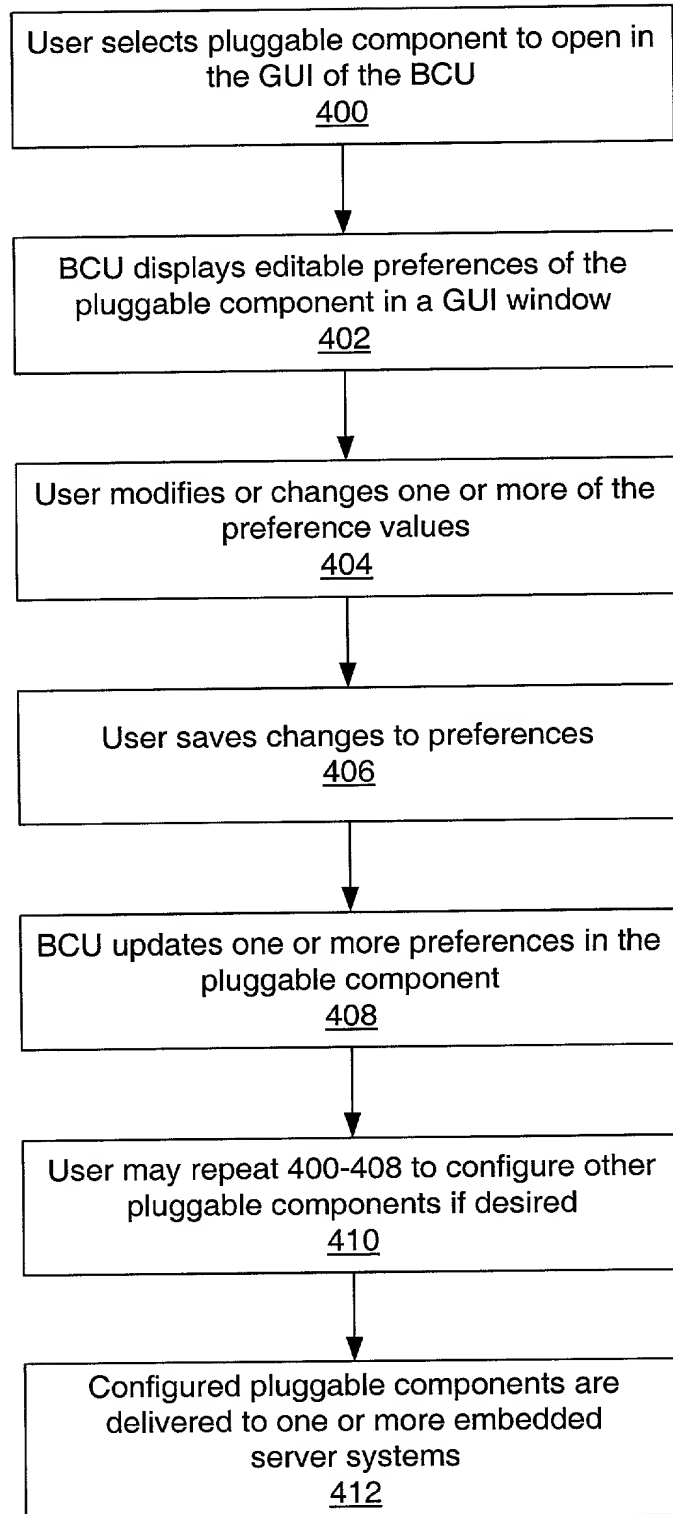 User selects pluggable component to open in
the GUI of the BCU
400
BCU displays editable preferences of the
pluggable component in a GUI window
402
User modifies or changes one or more of the
preference values
404
User saves changes to preferences
406
BCU updates one or more preferences in the
pluggable component
408
User may repeat 400-408 to configure other
pluggable components if desired
410
Configured pluggable components are
delivered to one or more embedded
server systems
412